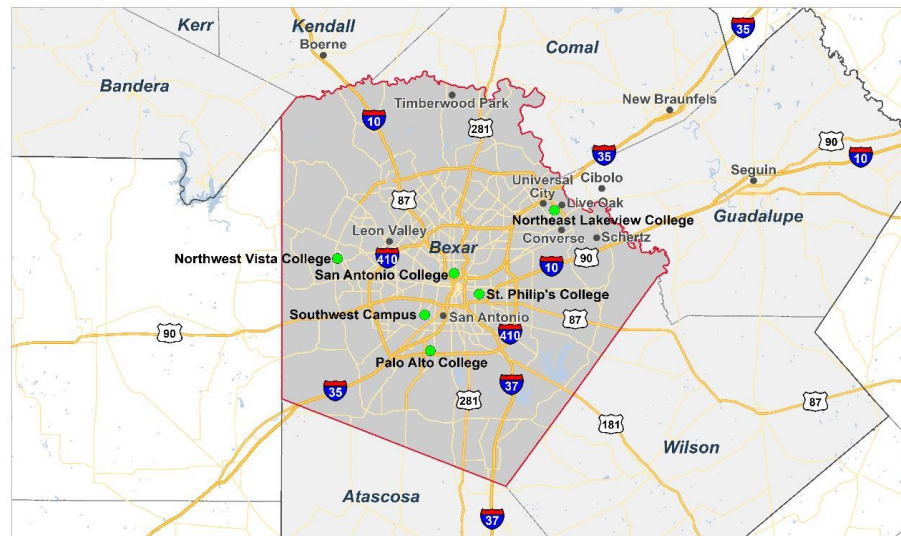 Kerr
Kendall
Boerne
Comal
35
Bandera
Timberwood Park
New Braunfels
10
281
90
10
35
Seguin
Universal
City
Cibolo
87
Live Oak
Guadalupe
Northeast Lakeview College
Leon Valley
Bexar
Converse
Schertz
Northwest Vista College
410
90
San Antonio College
10
St. Philip's College
Southwest Campus
San Antonio
87
90
410
Palo Alto College
35
37
281
87
181
Wilson
Atascosa
37